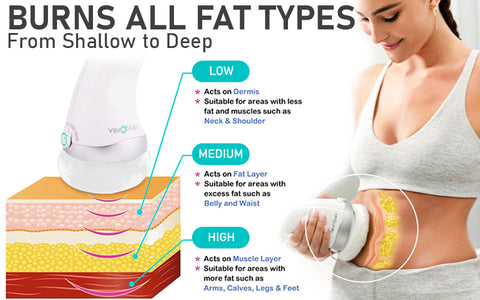 BURNS ALL FAT TYPES
From Shallow to Deep
LOW
* Acts on Dermis
* Suitable for areas with less
fat and muscles such as
Neck & Shoulder
MEDIUM
* Acts on Fat Layer
* Suitable for areas with
excess fat such as
Belly and Waist
HIGH
* Acts on Muscle Layer
* Suitable for areas with
more fat such as
Arms, Calves, Legs & Feet